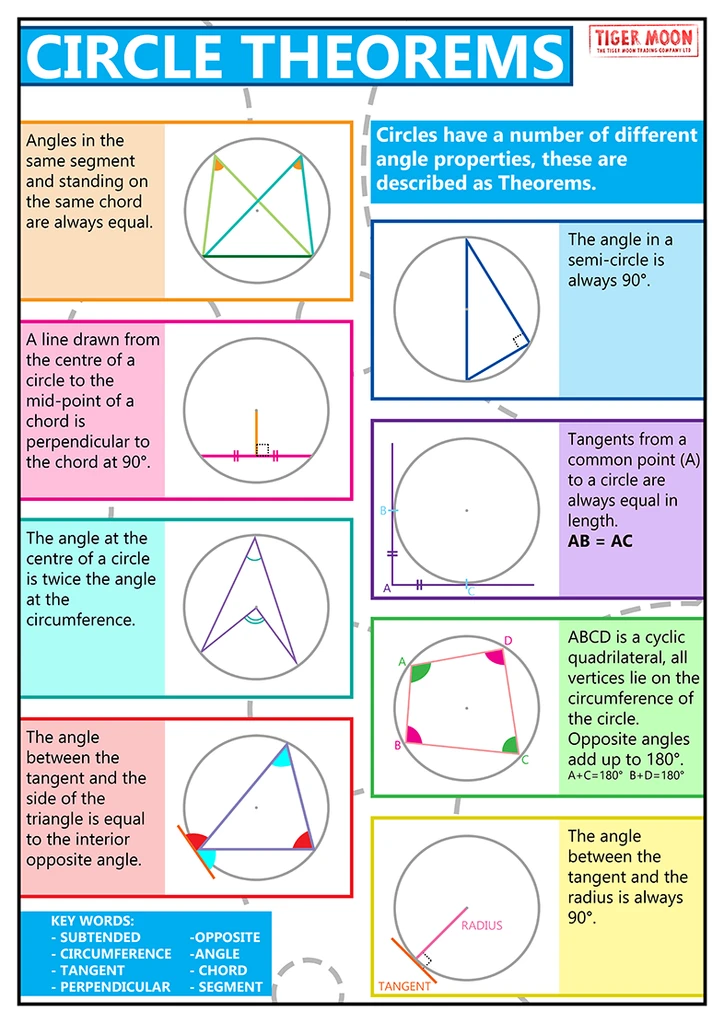 CIRCLE THEOREMS
TIGER MOON
THE TIGER MOON TRADING COMPANY LTD
Angles in the
same segment
and standing on
the same chord
are always equal.
Circles have a number of different
angle properties, these are
described as Theorems.
The angle in a
semi-circle is
always 90°.
A line drawn from
the centre of a
circle to the
mid-point of a
chord is
perpendicular to
the chord at 90°.
Tangents from a
common point (A)
to a circle are
always equal in
length.
AB = AC
B
A
C
The angle at the
centre of a circle
is twice the angle
at the
circumference.
ABCD is a cyclic
quadrilateral, all
vertices lie on the
circumference of
the circle.
Opposite angles
add up to 180°.
A+C=180° B+D=180°
D
A
B
C
The angle
between the
tangent and the
side of the
triangle is equal
to the interior
opposite angle.
The angle
between the
tangent and the
radius is always
90°.
RADIUS
TANGENT
KEY WORDS:
- SUBTENDED -OPPOSITE
- CIRCUMFERENCE -ANGLE
- TANGENT - CHORD
- PERPENDICULAR - SEGMENT